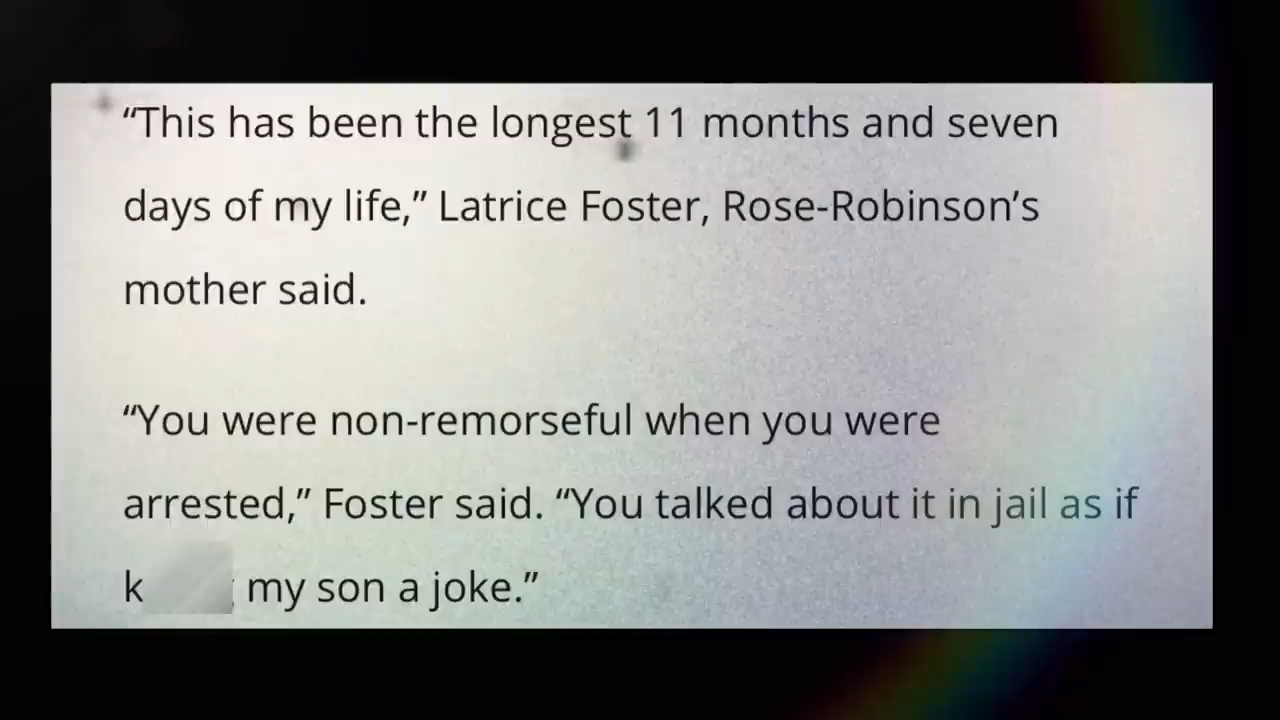 “This has been the longest 11 months and seven
days of my life,” Latrice Foster, Rose-Robinson’s
mother said.
“You were non-remorseful when you were
arrested,” Foster said. “You talked about it in jail as if
my son a joke.”